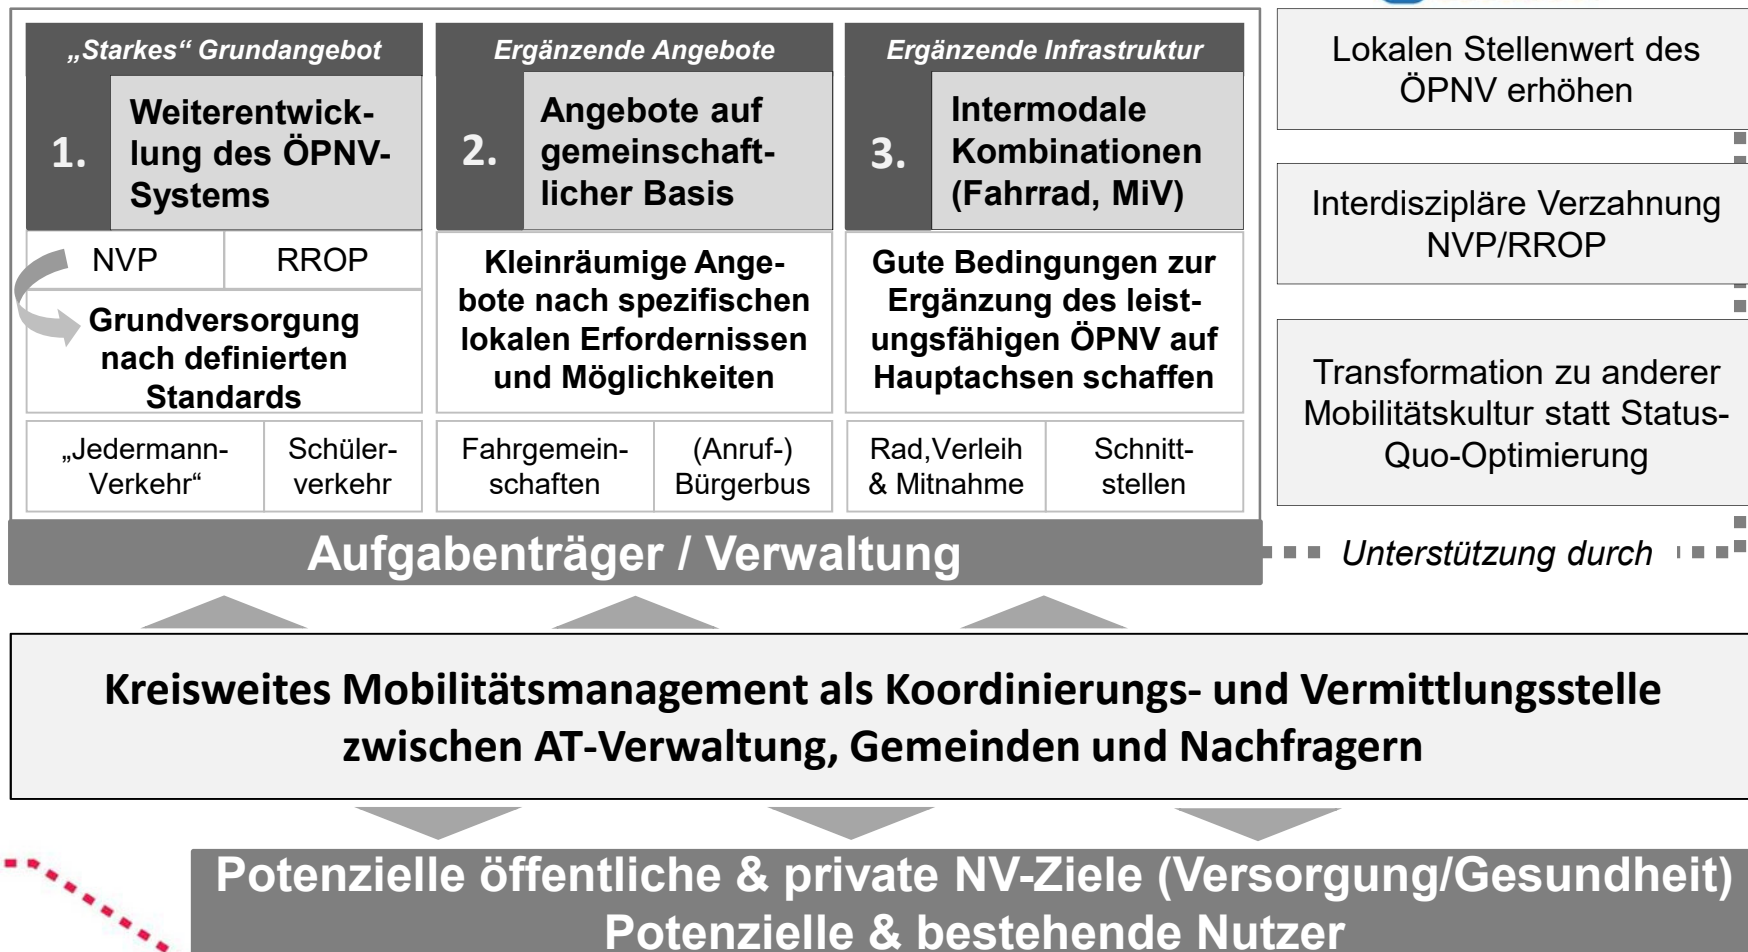 „Starkes“ Grundangebot
1.
Weiterentwick-
lung des ÖPNV-
Systems
NVP
RROP
Grundversorgung
nach definierten
Standards
„Jedermann-
Verkehr“
Schüler-
verkehr
Ergänzende Angebote
2.
Angebote auf
gemeinschaft-
licher Basis
Kleinräumige Ange-
bote nach spezifischen
lokalen Erfordernissen
und Möglichkeiten
Fahrgemein-
schaften
(Anruf-)
Bürgerbus
Ergänzende Infrastruktur
3.
Intermodale
Kombinationen
(Fahrrad, MiV)
Gute Bedingungen zur
Ergänzung des leist-
ungsfähigen ÖPNV auf
Hauptachsen schaffen
Rad,Verleih
& Mitnahme
Schnitt-
stellen
Lokalen Stellenwert des
ÖPNV erhöhen
Interdiszipläre Verzahnung
NVP/RROP
Transformation zu anderer
Mobilitätskultur statt Status-
Quo-Optimierung
Aufgabenträger / Verwaltung
Unterstützung durch
Kreisweites Mobilitätsmanagement als Koordinierungs- und Vermittlungsstelle
zwischen AT-Verwaltung, Gemeinden und Nachfragern
Potenzielle öffentliche & private NV-Ziele (Versorgung/Gesundheit)
Potenzielle & bestehende Nutzer